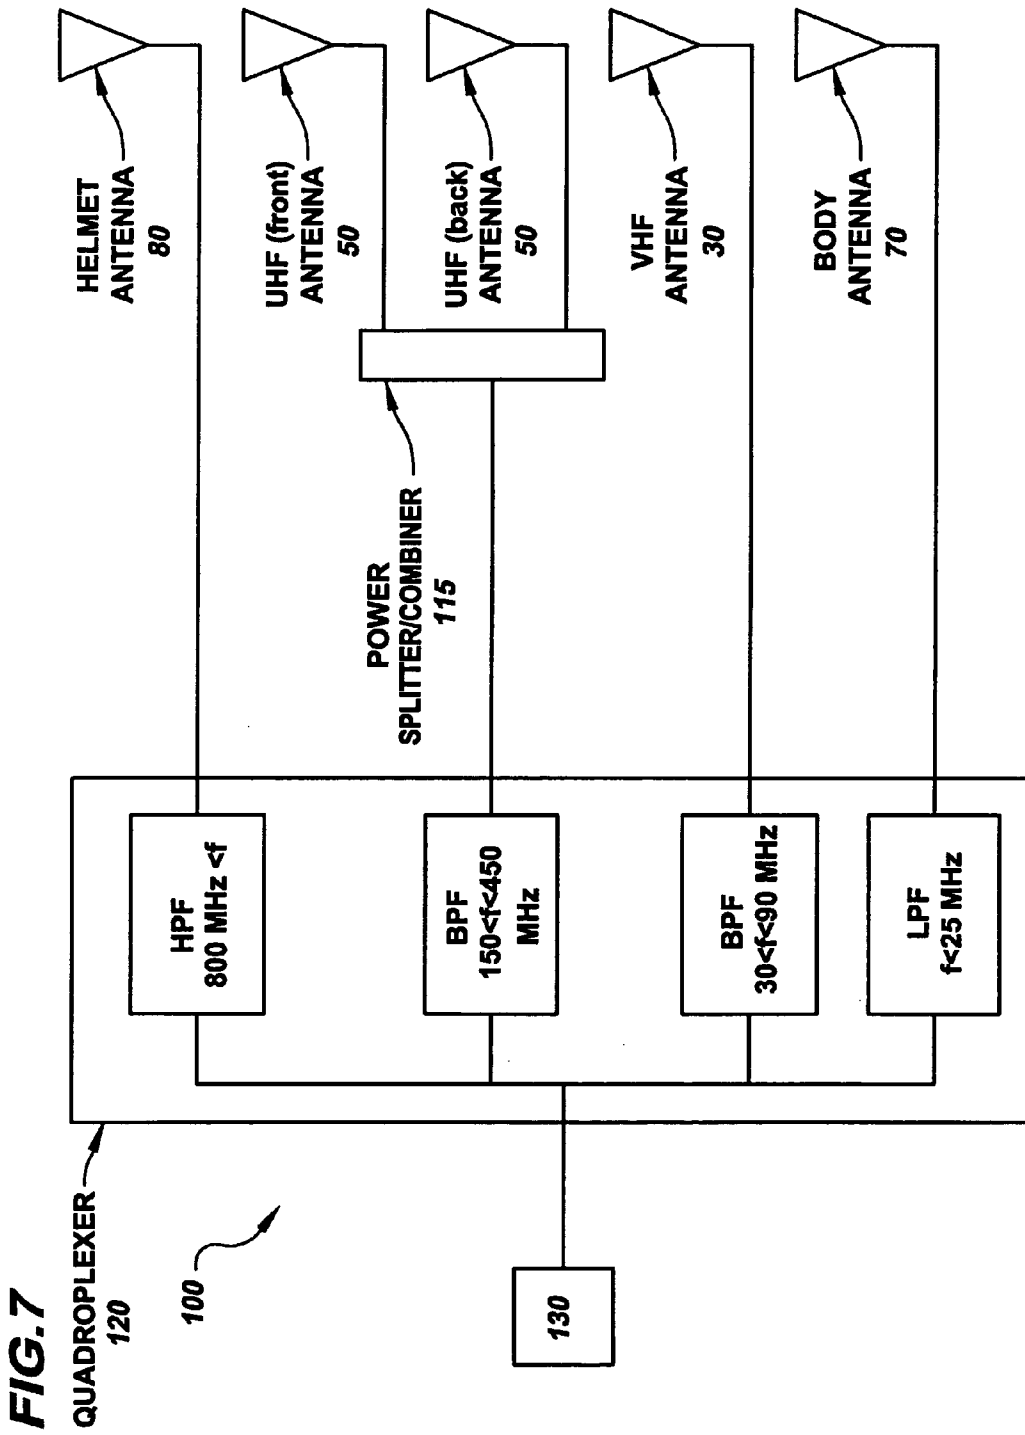 FIG.7
QUADROPLEXER
120
100
130
HPF
800 MHz <f
BPF
150<f<450
MHz
BPF
30<f<90 MHz
LPF
f<25 MHz
POWER
SPLITTER/COMBINER
115
HELMET
ANTENNA
80
UHF (front)
ANTENNA
50
UHF (back)
ANTENNA
50
VHF
ANTENNA
30
BODY
ANTENNA
70